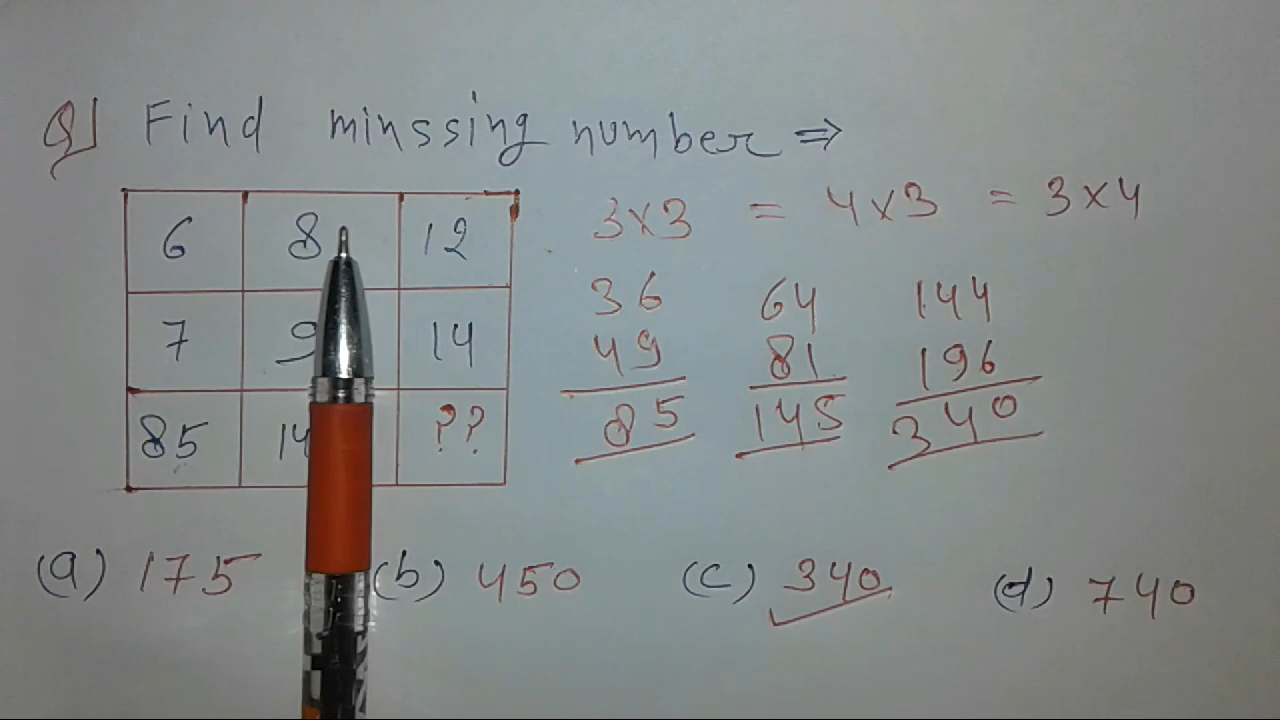 Q] Find minssing number ⇒
6 8 12
7 9 14
85 14 ??
3x3 = 4x3 = 3x4
36 64 144
49 81 196
85 145 340
(a) 175 (b) 450 (c) 340 (d) 740